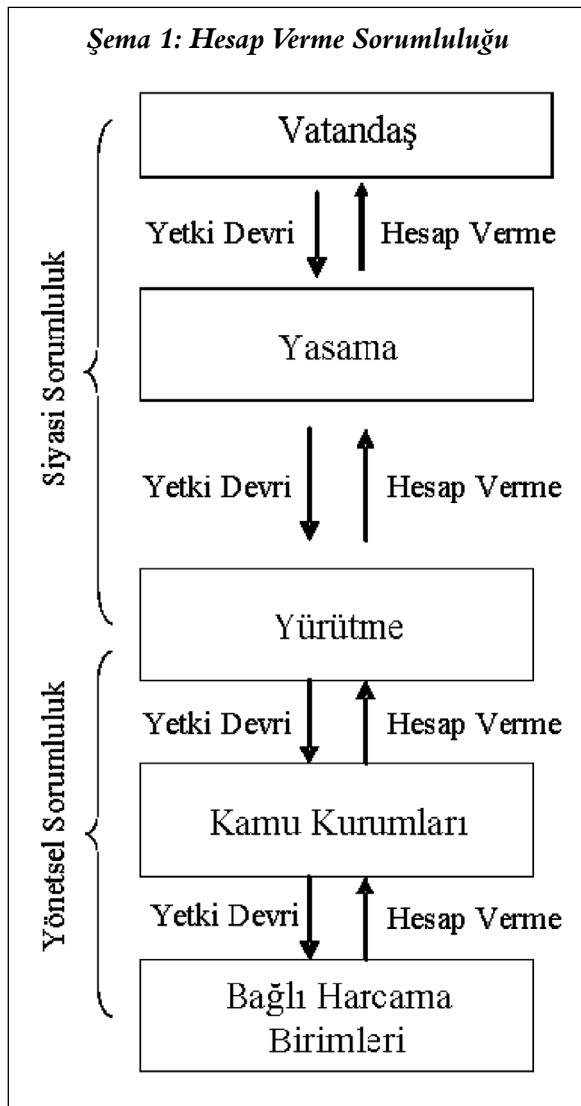 Şema 1: Hesap Verme Sorumluluğu
Vatandaş
Yetki Devri Hesap Verme
Yasama
Siyasi Sorumluluk
Yetki Devri Hesap Verme
Yürütme
Yetki Devri Hesap Verme
Kamu Kurumları
Yönetsel Sorumluluk
Yetki Devri Hesap Verme
Bağlı Harcama
Birimleri